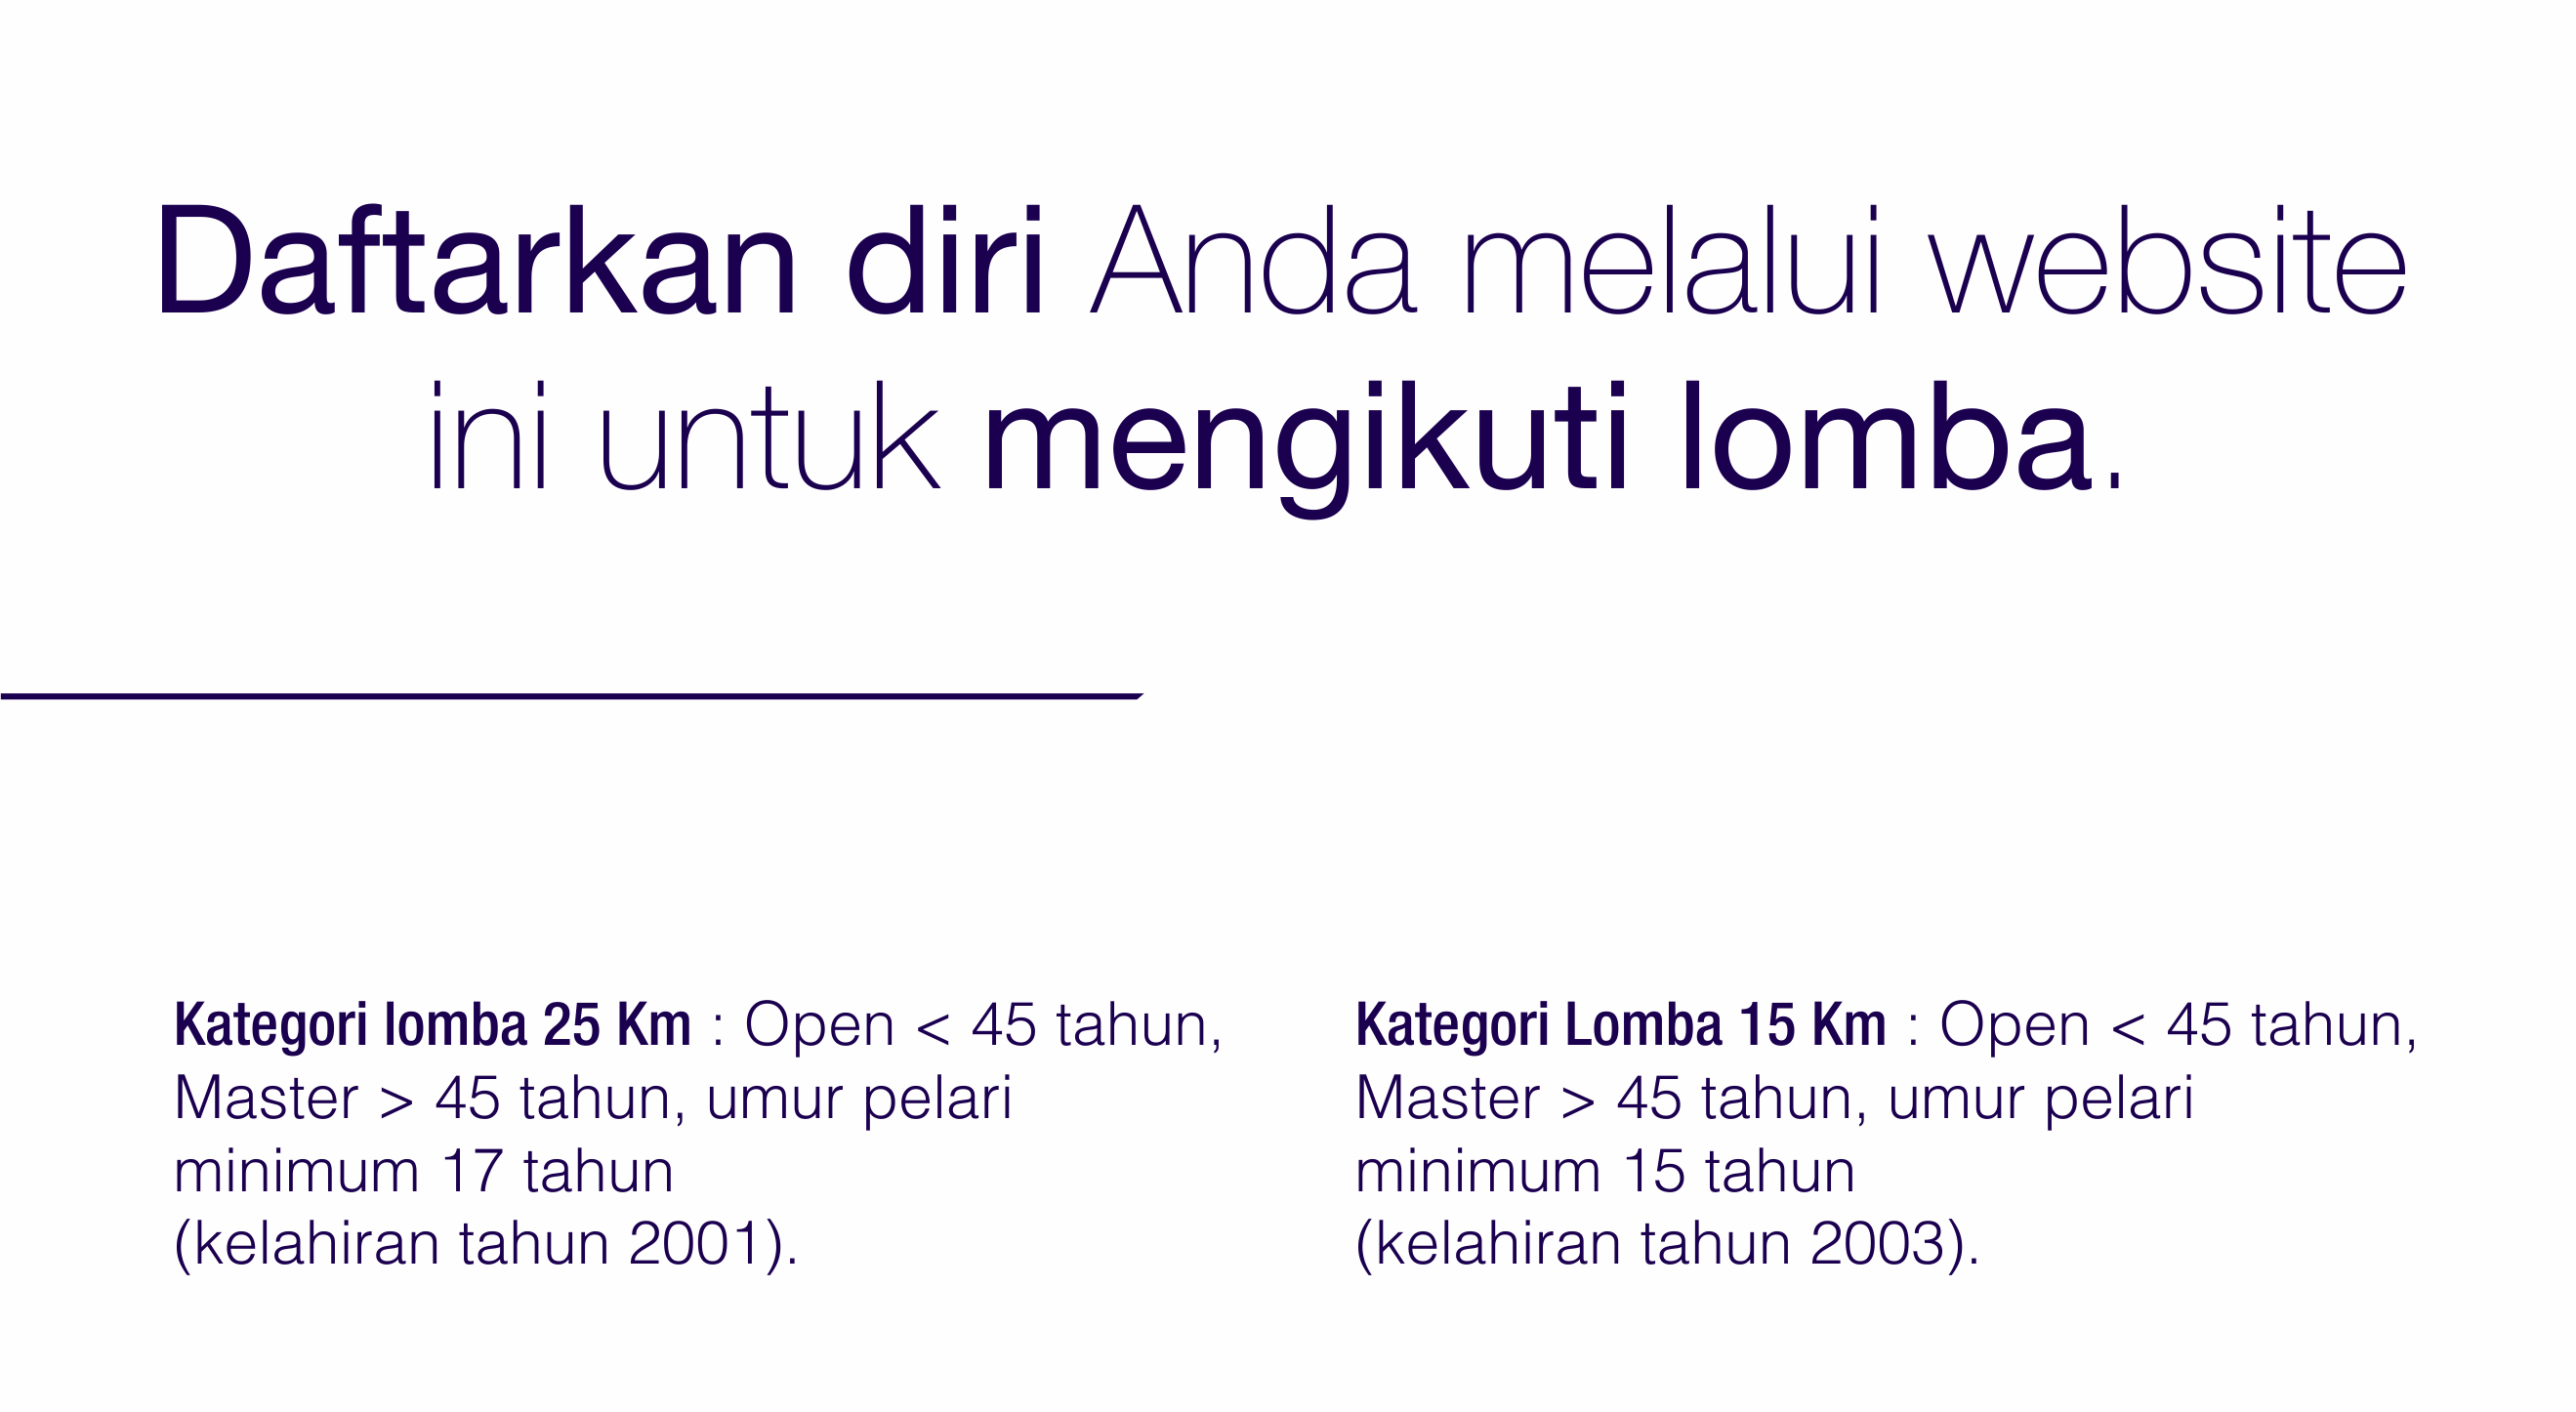 Daftarkan diri Anda melalui website
ini untuk mengikuti lomba.
Kategori lomba 25 Km : Open < 45 tahun,
Master > 45 tahun, umur pelari
minimum 17 tahun
(kelahiran tahun 2001).
Kategori Lomba 15 Km : Open < 45 tahun,
Master > 45 tahun, umur pelari
minimum 15 tahun
(kelahiran tahun 2003).